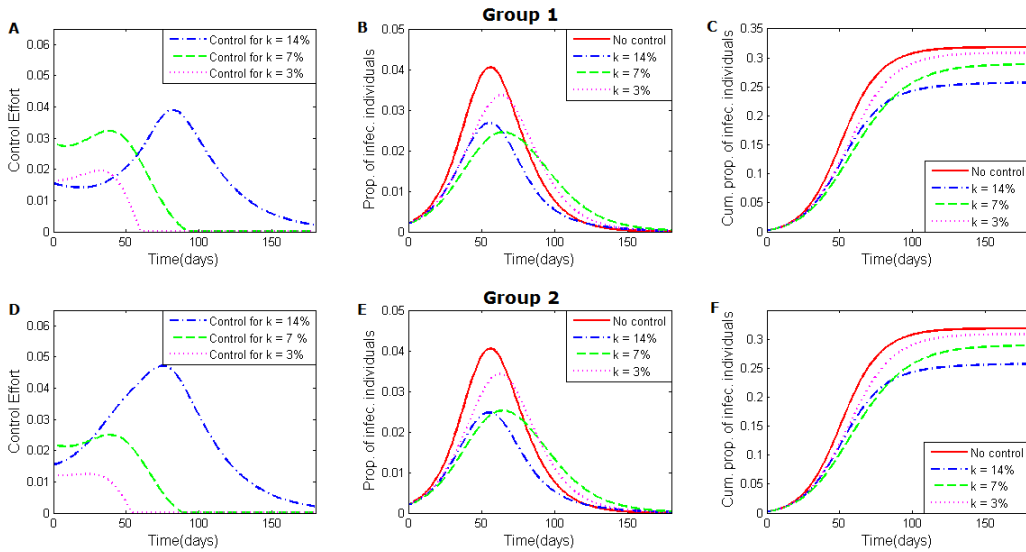 Group 1
A
Control Effort
0.06
0.05
0.04
0.03
0.02
0.01
0
Control for k = 14%
Control for k = 7%
Control for k = 3%
0
50
100
150
Time(days)
B
Prop. of infec. individuals
0.05
0.04
0.03
0.02
0.01
0
No control
k = 14%
k = 7%
k = 3%
0
50
100
150
Time(days)
C
Cum. prop. of infec. individuals
0.35
0.30
0.25
0.2
0.15
0.1
0.05
0
No control
k = 14%
k = 7%
k = 3%
0
50
100
150
Time(days)
Group 2
D
Control Effort
0.06
0.05
0.04
0.03
0.02
0.01
0
Control for k = 14%
Control for k = 7 %
Control for k = 3%
0
50
100
150
Time(days)
E
Prop. of infec. individuals
0.05
0.04
0.03
0.02
0.01
0
No control
k = 14%
k = 7%
k = 3%
0
50
100
150
Time(days)
F
Cum. prop. of infec. individuals
0.3
0.25
0.2
0.15
0.1
0.05
0
No control
k = 14%
k = 7%
k = 3%
0
50
100
150
Time(days)